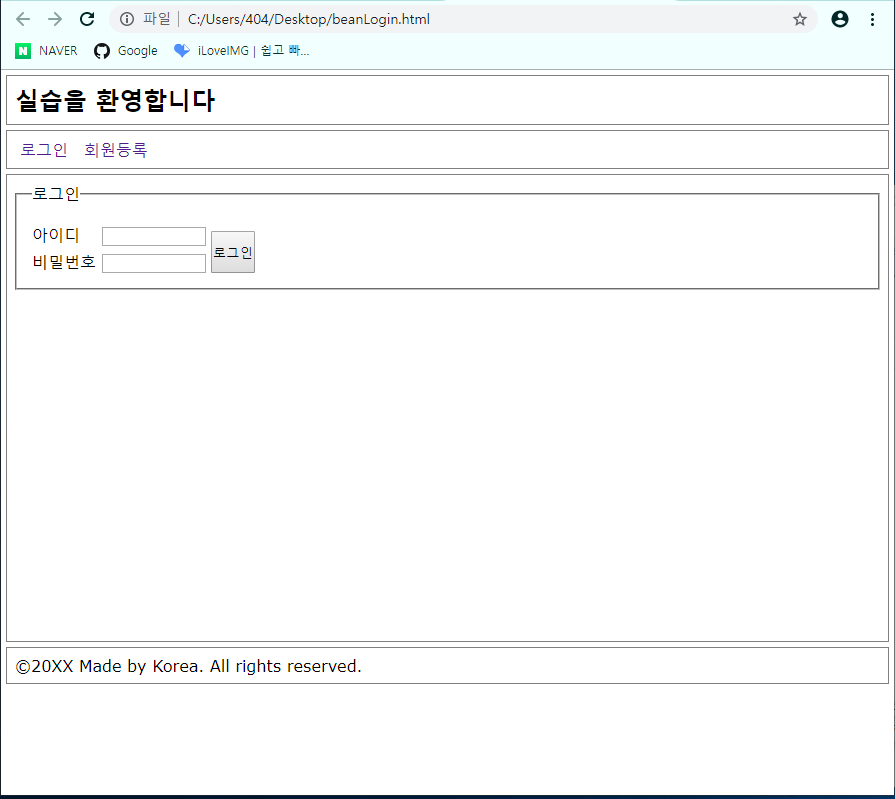 파일 C:/Users/404/Desktop/beanLogin.html
NAVER Google iLoveIMG | 쉽고 빠...
실습을 환영합니다
로그인 회원등록
로그인
아이디
비밀번호
로그인
©20XX Made by Korea. All rights reserved.